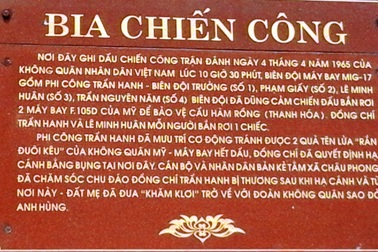 BIA CHIẾN CÔNG
NƠI ĐÂY GHI DẤU CHIẾN CÔNG TRẬN ĐÁNH NGÀY 4 THÁNG 4 NĂM 1965 CỦA
KHÔNG QUÂN NHÂN DÂN VIỆT NAM LÚC 10 GIỜ 30 PHÚT, BIÊN ĐỘI MÁY BAY MIG-17
GỒM PHI CÔNG TRẦN HANH - BIÊN ĐỘI TRƯỞNG (SỐ 1), PHẠM GIẤY (SỐ 2), LÊ MINH
HUÂN (SỐ 3), TRẦN NGUYÊN NĂM (SỐ 4) BIÊN ĐỘI ĐÃ DŨNG CẢM CHIẾN ĐẤU BẮN RƠI
2 MÁY BAY F.105D CỦA MỸ ĐỂ BẢO VỆ CẦU HÀM RỒNG (THANH HÓA). ĐỒNG CHÍ
TRẦN HANH VÀ LÊ MINH HUÂN MỖI NGƯỜI BẮN RƠI 1 CHIẾC.
PHI CÔNG TRẦN HANH ĐÃ MƯU TRÍ CƠ ĐỘNG TRÁNH ĐƯỢC 2 QUẢ TÊN LỬA "RẮN
ĐUÔI KÊU" CỦA KHÔNG QUÂN MỸ - MÁY BAY HẾT DẦU, ĐỒNG CHÍ ĐÃ QUYẾT ĐỊNH HẠ
CÁNH BẰNG BỤNG TẠI NƠI ĐÂY. CÁN BỘ VÀ NHÂN DÂN BẢN KẺ TẰM XÃ CHÂU PHONG
ĐÃ CHĂM SÓC CHU ĐÁO ĐỒNG CHÍ TRẦN HANH BỊ THƯƠNG SAU KHI HẠ CÁNH VÀ TỪ
NƠI NÀY - ĐẤT MẸ ĐÃ ĐƯA "KHĂM KLƠI" TRỞ VỀ VỚI ĐOÀN KHÔNG QUÂN SAO ĐỎ
ANH HÙNG.